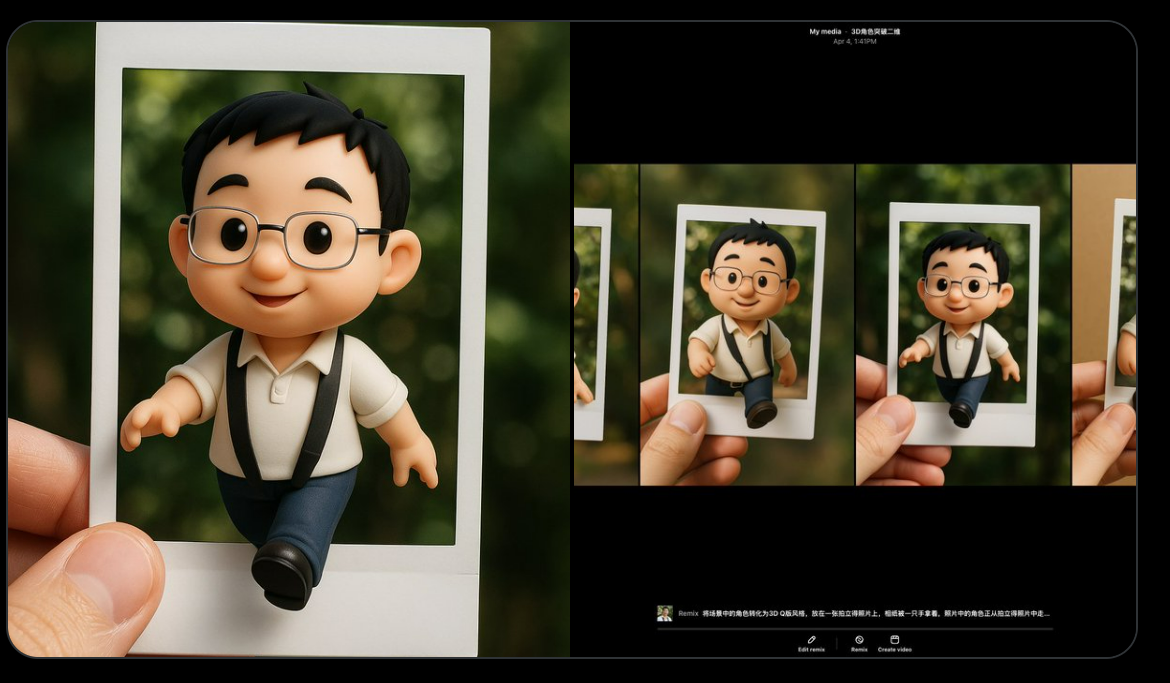 My media · 3D角色突破二维
Apr 4, 1:41PM
Remix 将场景中的角色转化为3D Q版风格，放在一张拍立得照片上，相纸被一只手拿着，照片中的角色正从拍立得照片中走...
Edit remix
Remix
Create video